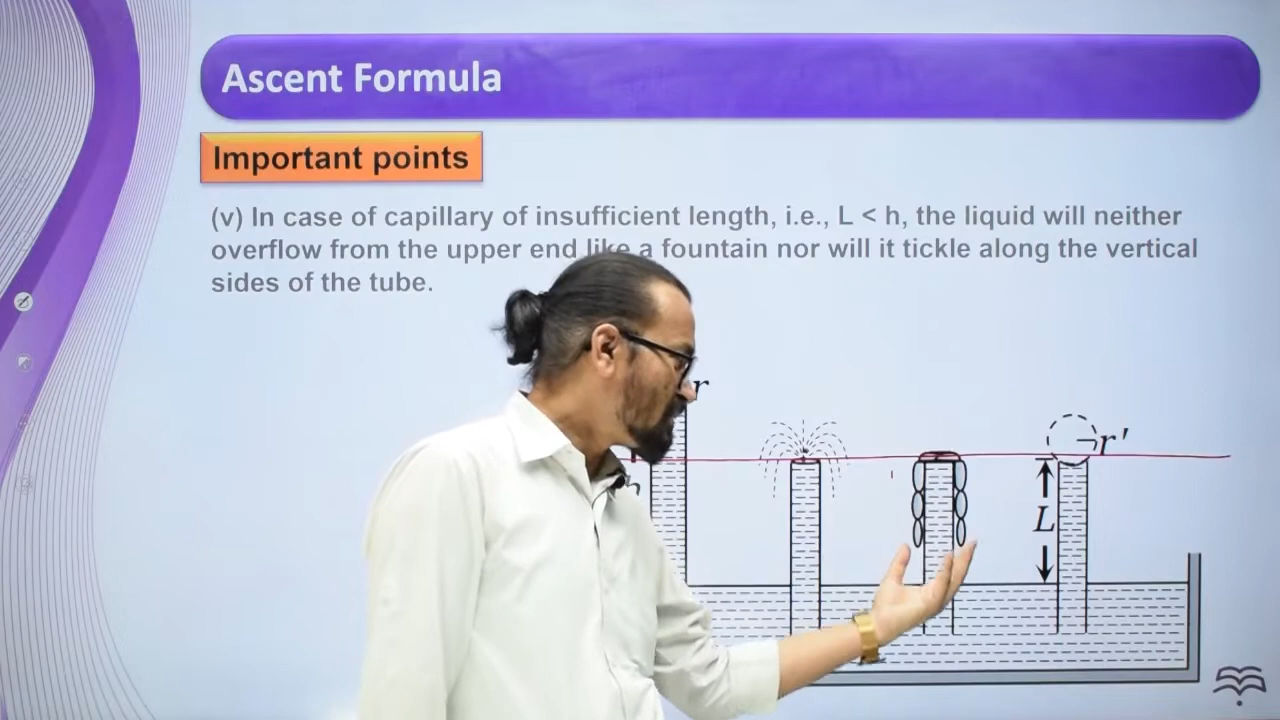 Ascent Formula
Important points
(v) In case of capillary of insufficient length, i.e., L < h, the liquid will neither
overflow from the upper end like a fountain nor will it tickle along the vertical
sides of the tube.
r
r'
L